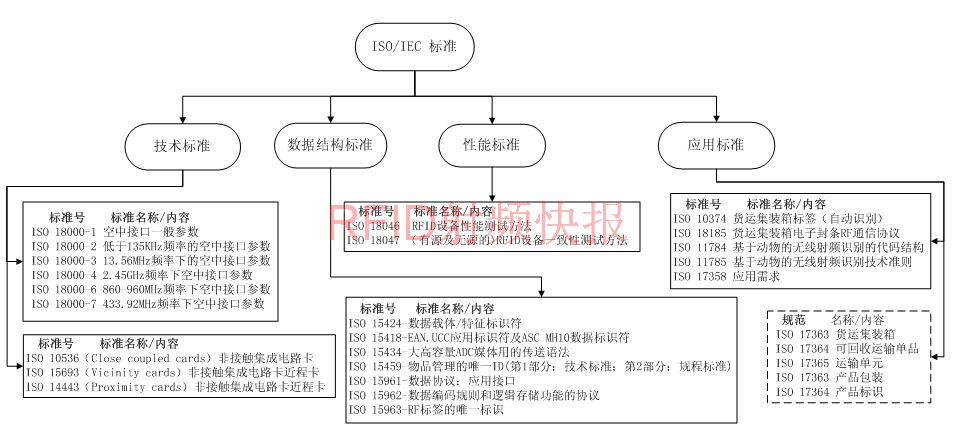 ISO/IEC 标准
技术标准
数据结构标准
性能标准
应用标准
RFID射频快报
标准号 标准名称/内容
ISO 18000-1 空中接口一般参数
ISO 18000-2 低于135KHz频率的空中接口参数
ISO 18000-3 13.56MHz频率下的空中接口参数
ISO 18000-4 2.45GHz频率下空中接口参数
ISO 18000-6 860-960MHz频率下空中接口参数
ISO 18000-7 433.92MHz频率下空中接口参数
标准号 标准名称/内容
ISO 10536（Close coupled cards）非接触集成电路卡
ISO 15693（Vicinity cards）非接触集成电路卡近程卡
ISO 14443（Proximity cards）非接触集成电路卡近程卡
标准号 标准名称/内容
ISO 18046 RFID设备性能测试方法
ISO 18047 （有源及无源的）RFID设备一致性测试方法
标准号 标准名称/内容
ISO 15424-数据载体/特征标识符
ISO 15418-EAN.UCC应用标识符及ASC MH10数据标识符
ISO 15434-大高容量ADC媒体用的传送语法
ISO 15459-物品管理的唯一ID(第1部分：技术标准；第2部分：规程标准)
ISO 15961-数据协议：应用接口
ISO 15962-数据编码规则和逻辑存储功能的协议
ISO 15963-RF标签的唯一标识
标准号 标准名称/内容
ISO 10374 货运集装箱标签（自动识别）
ISO 18185 货运集装箱电子封条RF通信协议
ISO 11784 基于动物的无线射频识别的代码结构
ISO 11785 基于动物的无线射频识别技术准则
ISO 17358 应用需求
规范 名称/内容
ISO 17363 货运集装箱
ISO 17364 可回收运输单品
ISO 17365 运输单元
ISO 17363 产品包装
ISO 17364 产品标识